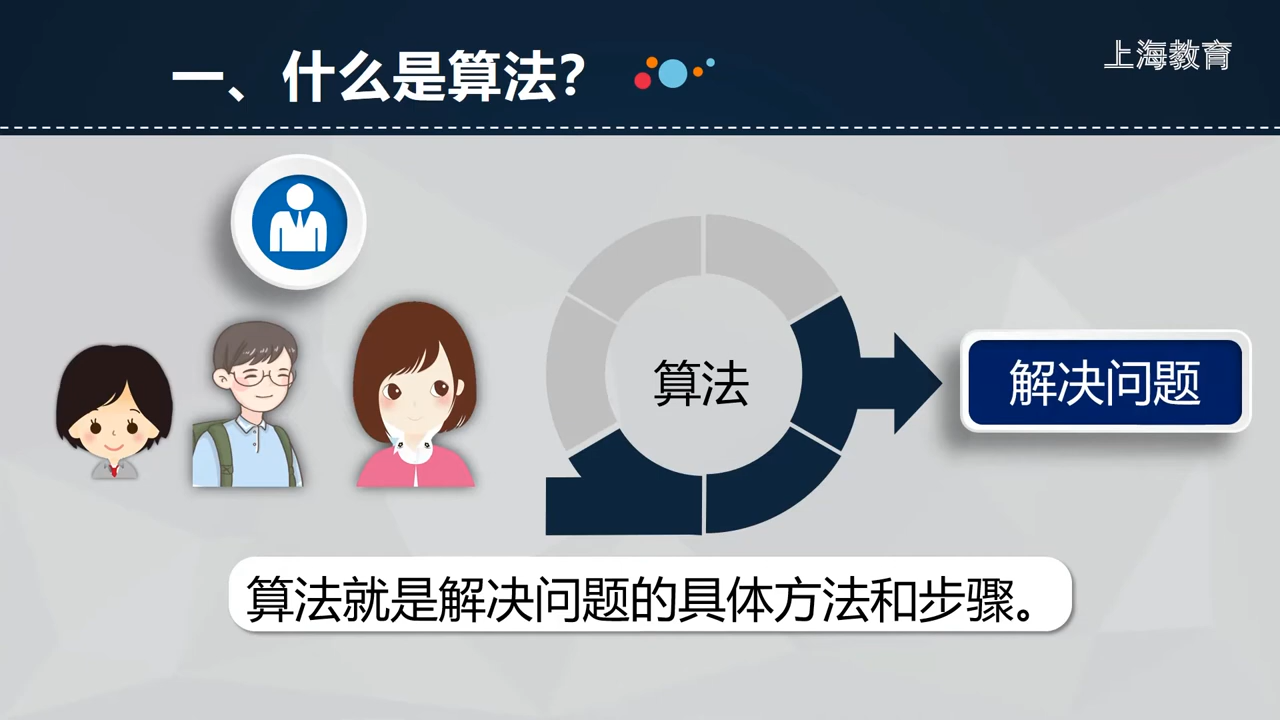 一、什么是算法？
上海教育
算法
解决问题
算法就是解决问题的具体方法和步骤。